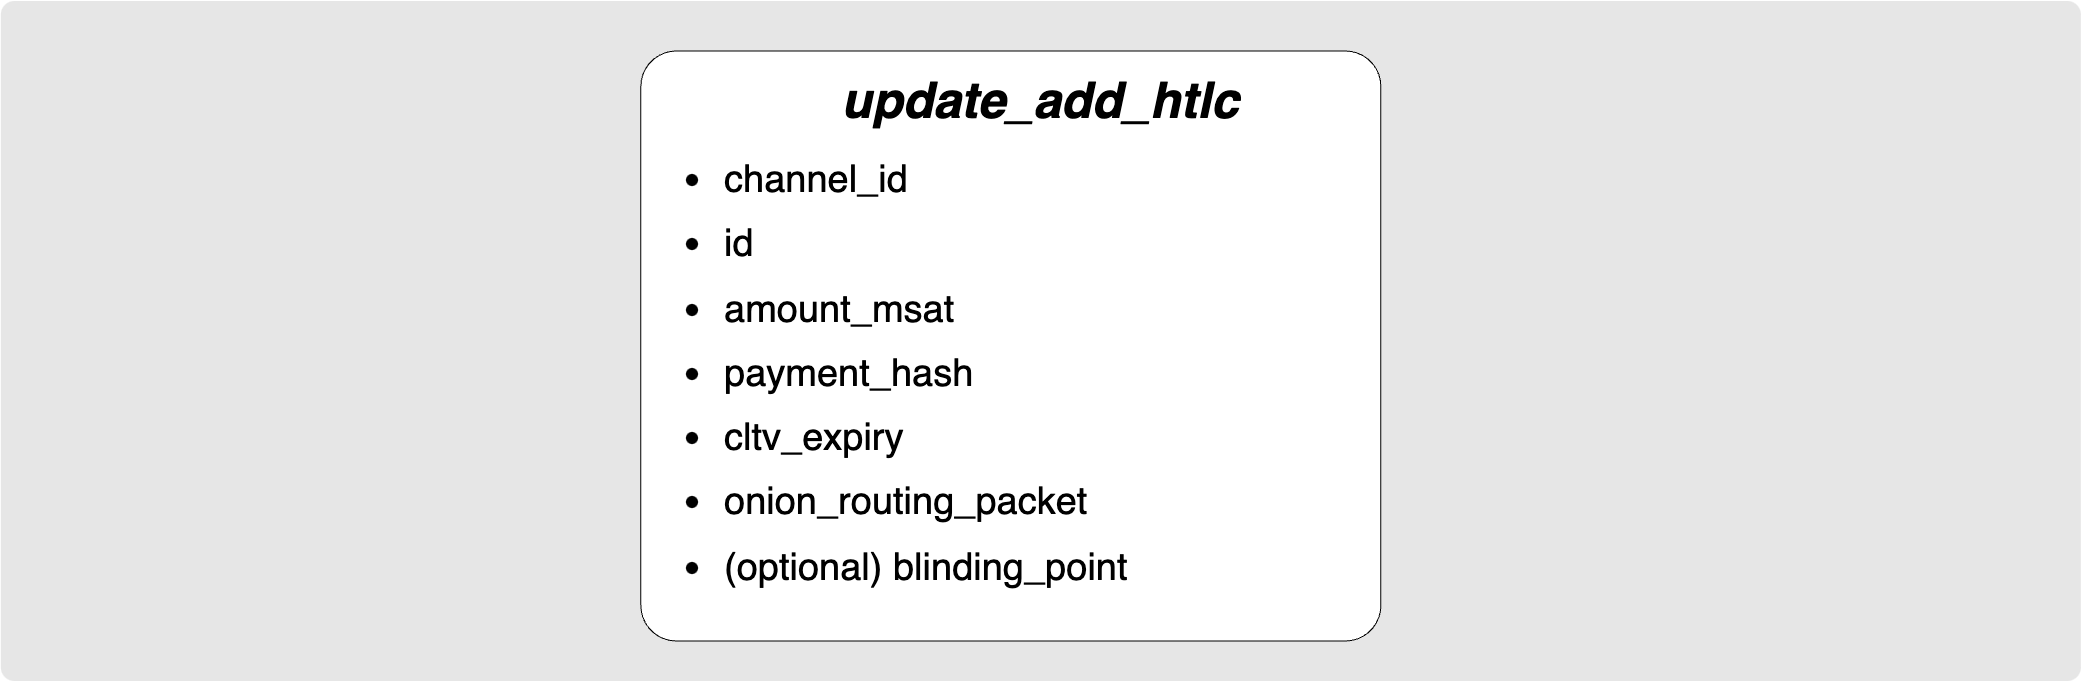 update_add_htlc
• channel_id
• id
• amount_msat
• payment_hash
• cltv_expiry
• onion_routing_packet
• (optional) blinding_point